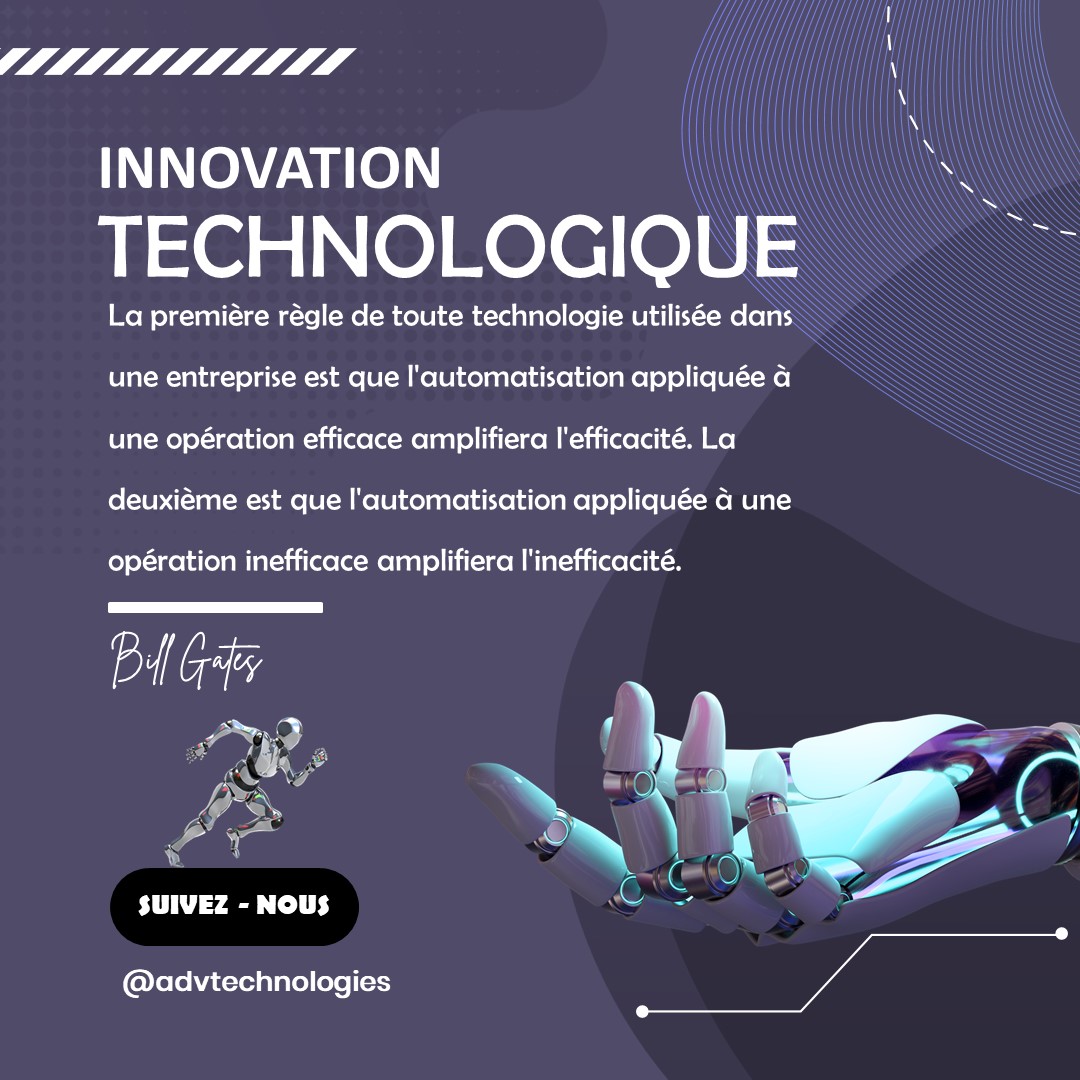 INNOVATION
TECHNOLOGIQUE
La première règle de toute technologie utilisée dans
une entreprise est que l'automatisation appliquée à
une opération efficace amplifiera l'efficacité. La
deuxième est que l'automatisation appliquée à une
opération inefficace amplifiera l'inefficacité.
Bill Gates
SUIVEZ - NOUS
@advtechnologies